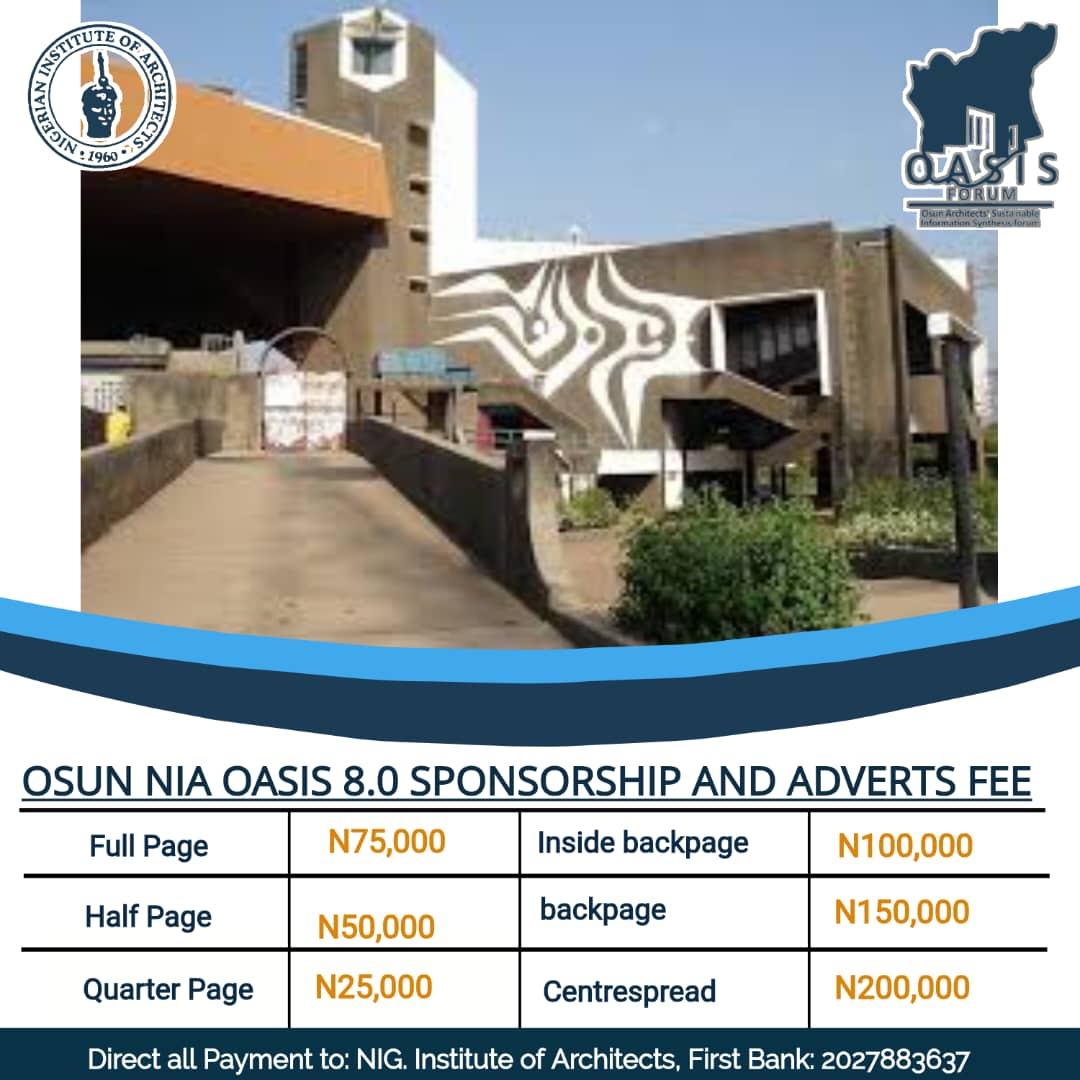 NIGERIAN INSTITUTE OF ARCHITECTS
• 1960 •
OASIS
FORUM
Osun Architects' Sustainable
Information Synthesis forum
OSUN NIA OASIS 8.0 SPONSORSHIP AND ADVERTS FEE
Full Page N75,000 Inside backpage N100,000
Half Page N50,000 backpage N150,000
Quarter Page N25,000 Centrespread N200,000
Direct all Payment to: NIG. Institute of Architects, First Bank: 2027883637